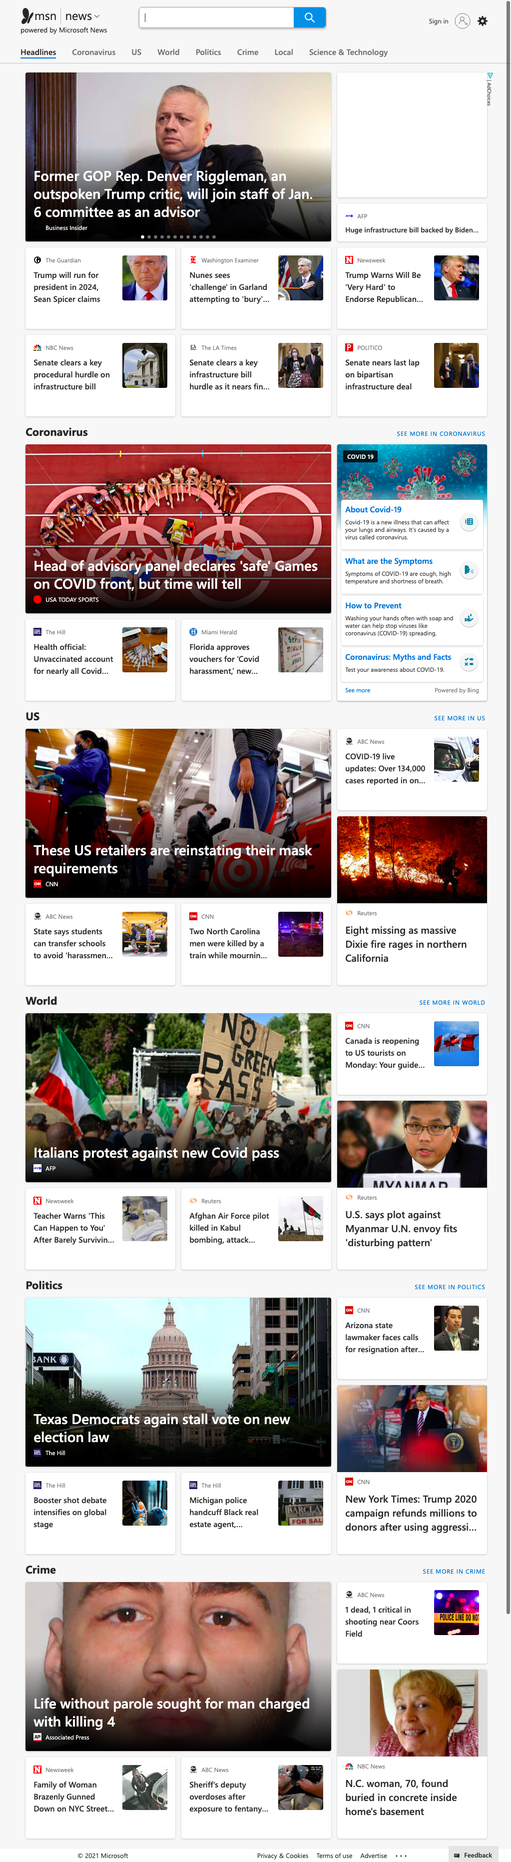 msn | news
powered by Microsoft News
Sign in
Headlines Coronavirus US World Politics Crime Local Science & Technology
Former GOP Rep. Denver Riggleman, an
outspoken Trump critic, will join staff of Jan.
6 committee as an advisor
Business Insider
AdChoices
AFP
Huge infrastructure bill backed by Biden...
The Guardian
Trump will run for
president in 2024,
Sean Spicer claims
Washington Examiner
Nunes sees
'challenge' in Garland
attempting to 'bury'...
Newsweek
Trump Warns Will Be
'Very Hard' to
Endorse Republican...
NBC News
Senate clears a key
procedural hurdle on
infrastructure bill
The LA Times
Senate clears a key
infrastructure bill
hurdle as it nears fin...
POLITICO
Senate nears last lap
on bipartisan
infrastructure deal
Coronavirus
SEE MORE IN CORONAVIRUS
Head of advisory panel declares 'safe' Games
on COVID front, but time will tell
USA TODAY SPORTS
COVID 19
About Covid-19
Covid-19 is a new illness that can affect
your lungs and airways. It's caused by a
virus called coronavirus.
What are the Symptoms
Symptoms of COVID-19 are cough, high
temperature and shortness of breath.
How to Prevent
Washing your hands often with soap and
water can help stop viruses like
coronavirus (COVID-19) spreading.
Coronavirus: Myths and Facts
Test your awareness about COVID-19.
See more
Powered by Bing
The Hill
Health official:
Unvaccinated account
for nearly all Covid...
Miami Herald
Florida approves
vouchers for 'Covid
harassment,' new...
US
SEE MORE IN US
These US retailers are reinstating their mask
requirements
CNN
ABC News
COVID-19 live
updates: Over 134,000
cases reported in on...
Reuters
Eight missing as massive
Dixie fire rages in northern
California
ABC News
State says students
can transfer schools
to avoid 'harassmen...
CNN
Two North Carolina
men were killed by a
train while mournin...
World
SEE MORE IN WORLD
NO
GREEN
PASS
Italians protest against new Covid pass
AFP
CNN
Canada is reopening
to US tourists on
Monday: Your guide...
MYANMAR
Reuters
U.S. says plot against
Myanmar U.N. envoy fits
'disturbing pattern'
Newsweek
Teacher Warns 'This
Can Happen to You'
After Barely Survivin...
Reuters
Afghan Air Force pilot
killed in Kabul
bombing, attack...
Politics
SEE MORE IN POLITICS
BANK
Texas Democrats again stall vote on new
election law
The Hill
CNN
Arizona state
lawmaker faces calls
for resignation after...
CNN
New York Times: Trump 2020
campaign refunds millions to
donors after using aggressi...
The Hill
Booster shot debate
intensifies on global
stage
The Hill
Michigan police
handcuff Black real
estate agent,...
FOR SALE
Crime
SEE MORE IN CRIME
Life without parole sought for man charged
with killing 4
AP Associated Press
ABC News
1 dead, 1 critical in
shooting near Coors
Field
POLICE LINE DO NOT
NBC News
N.C. woman, 70, found
buried in concrete inside
home's basement
Newsweek
Family of Woman
Brazenly Gunned
Down on NYC Street...
ABC News
Sheriff's deputy
overdoses after
exposure to fentany...
© 2021 Microsoft
Privacy & Cookies Terms of use Advertise ...
Feedback